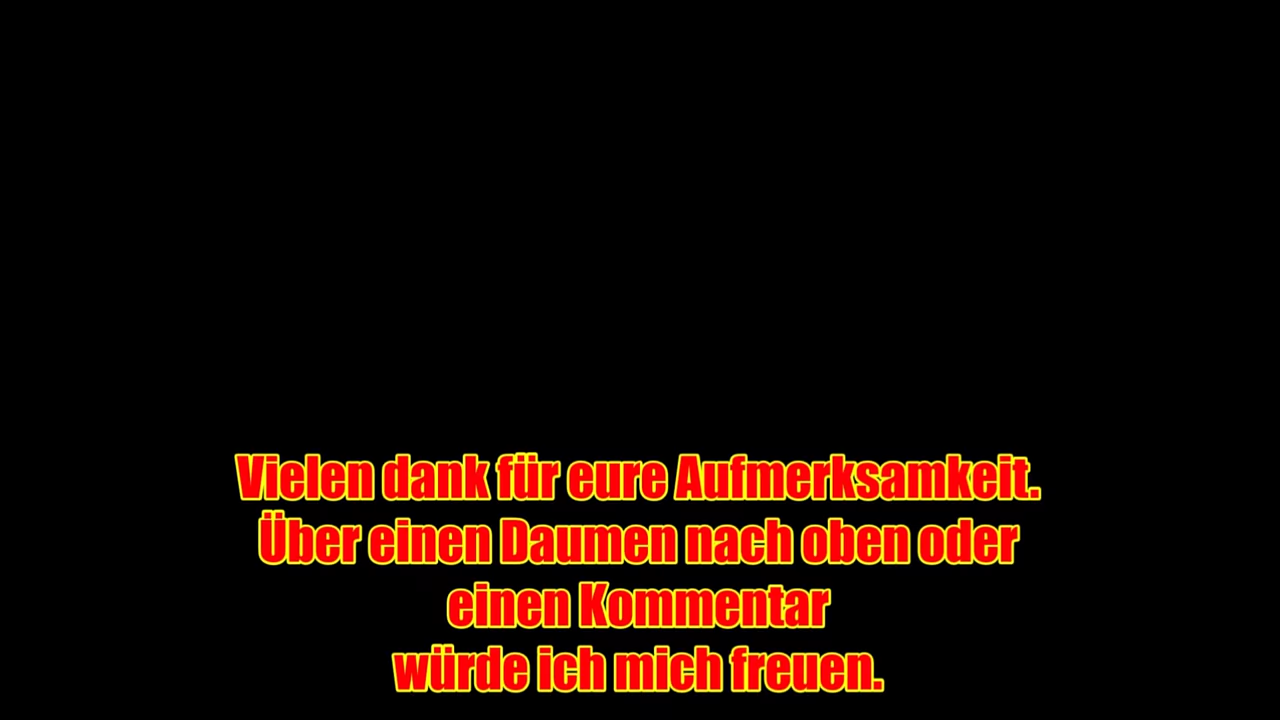 Vielen dank für eure Aufmerksamkeit.
Über einen Daumen nach oben oder
einen Kommentar
würde ich mich freuen.